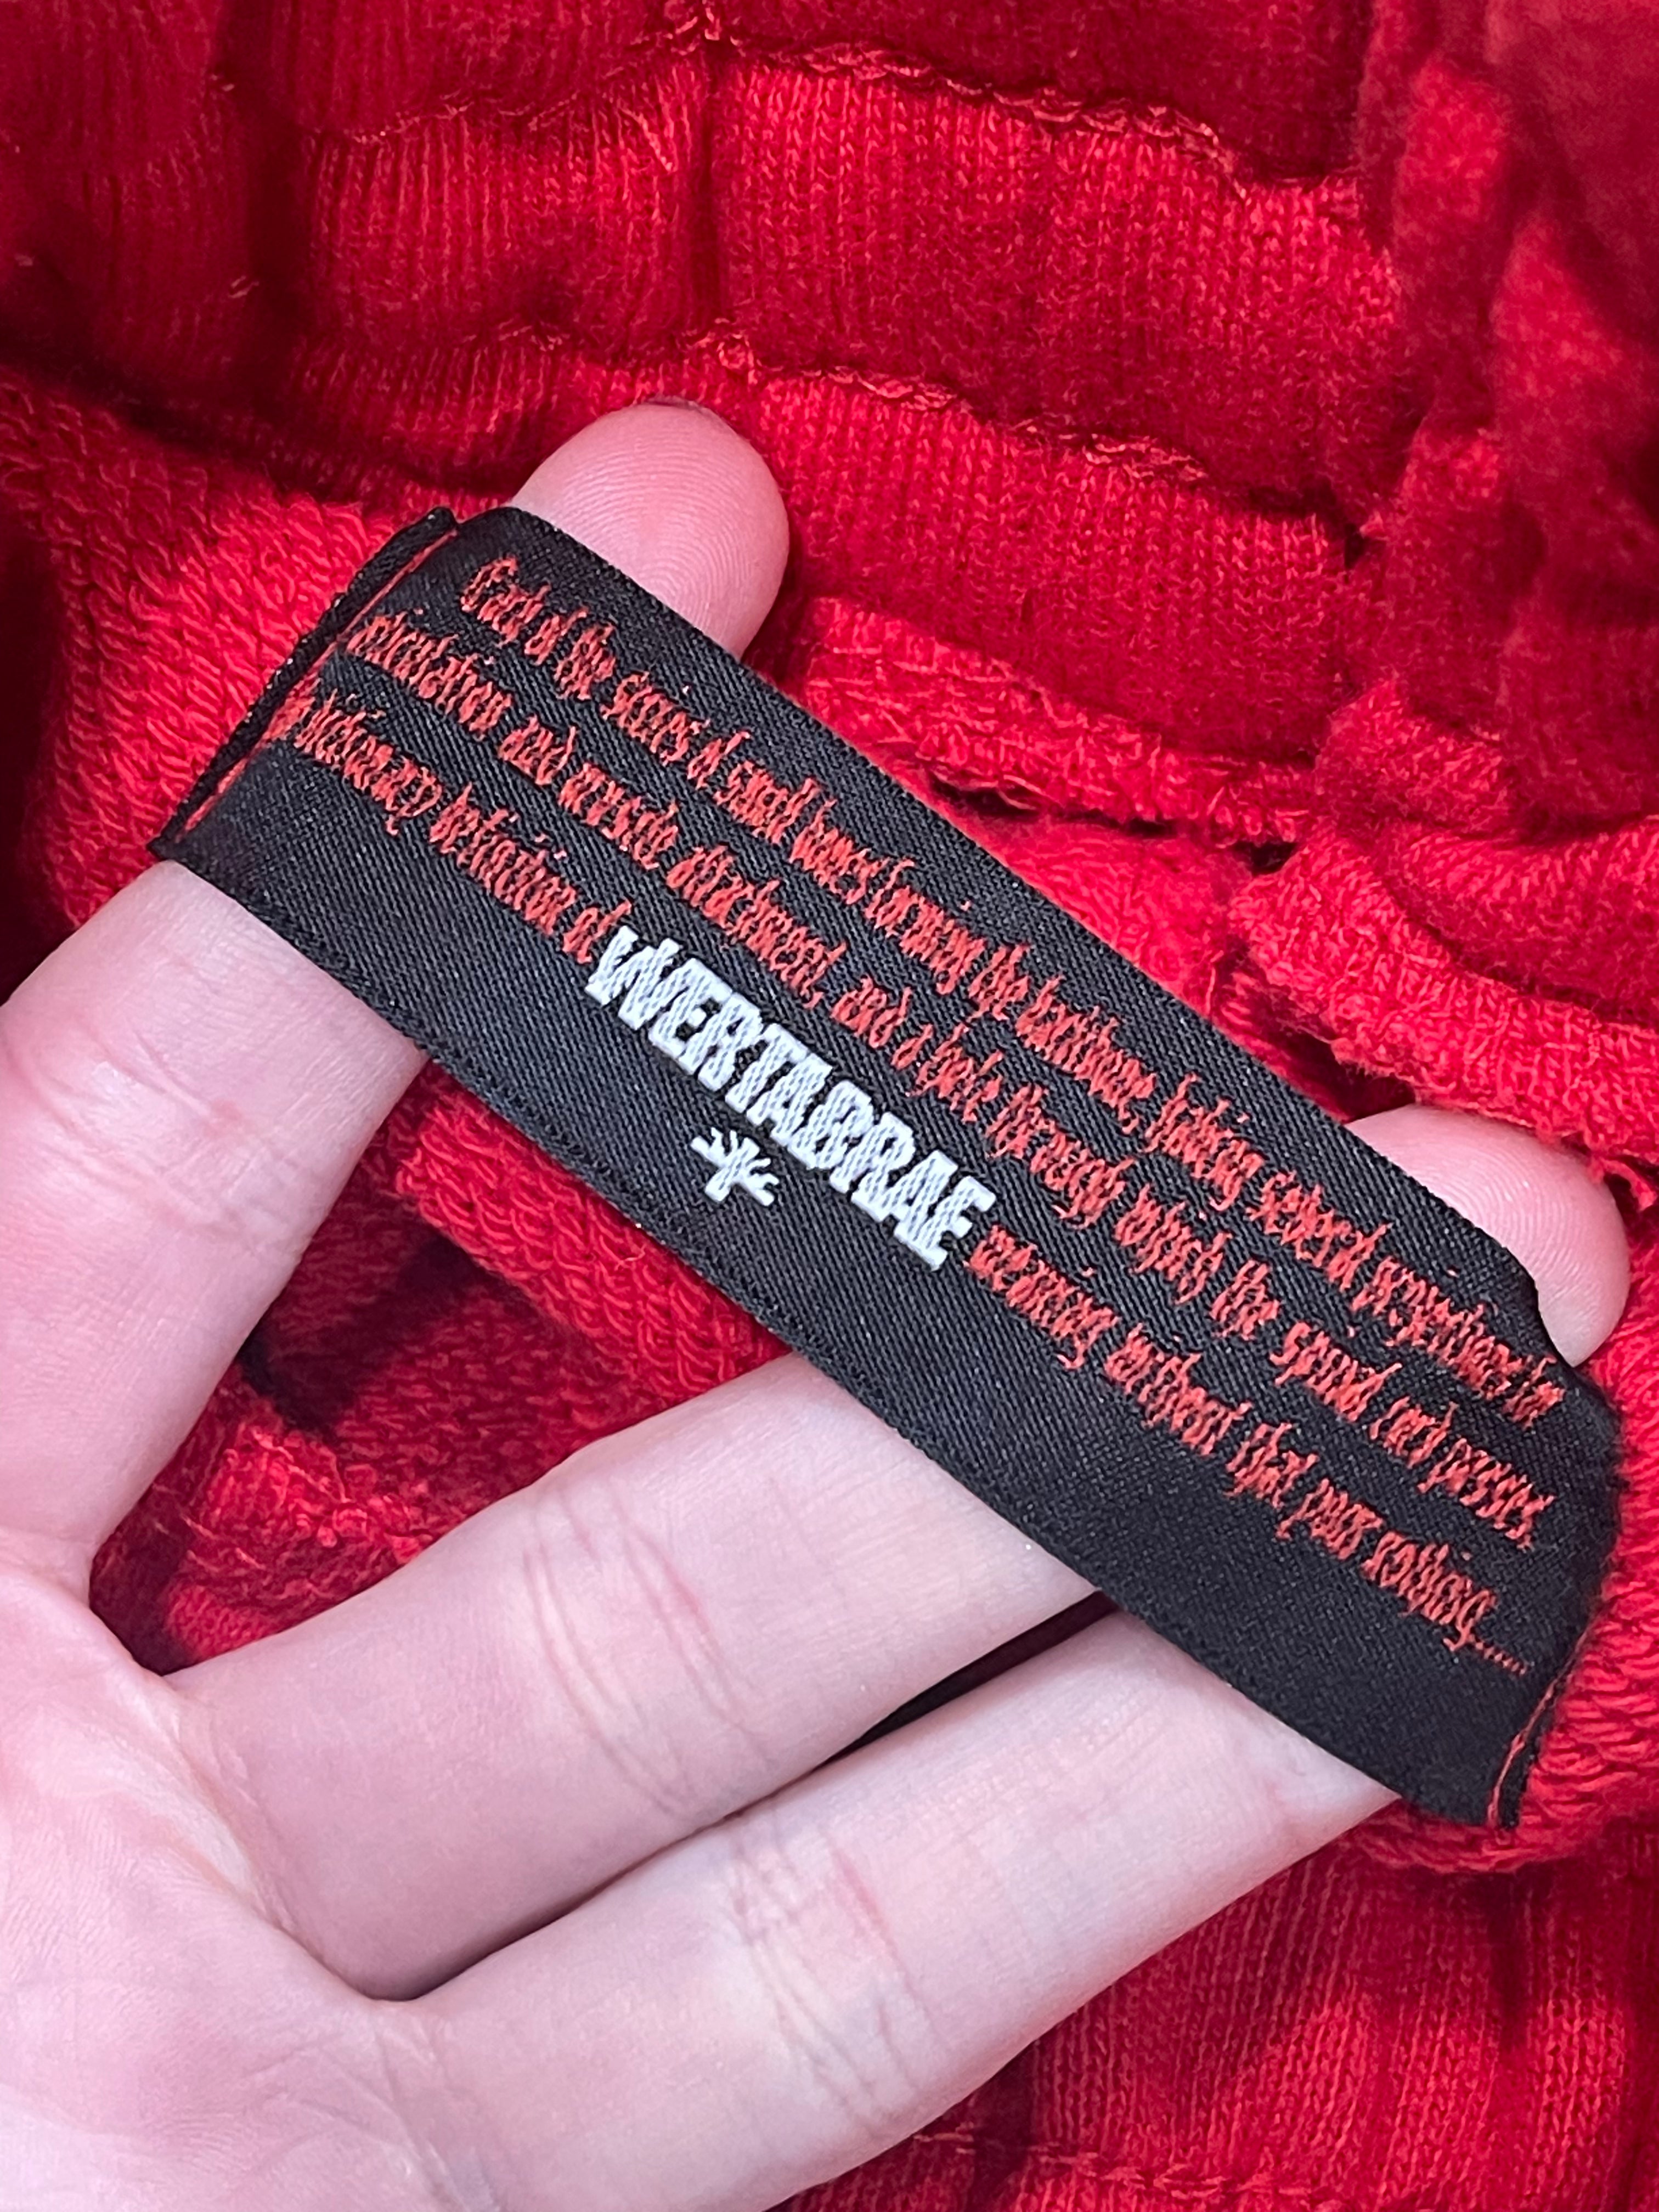 Each of the series of small bones forming the backbone, having several projections for
articulation and muscle attachment, and a hole through which the spinal cord passes
dictionary definition of WERTABRAE meaning without that your nothing.....